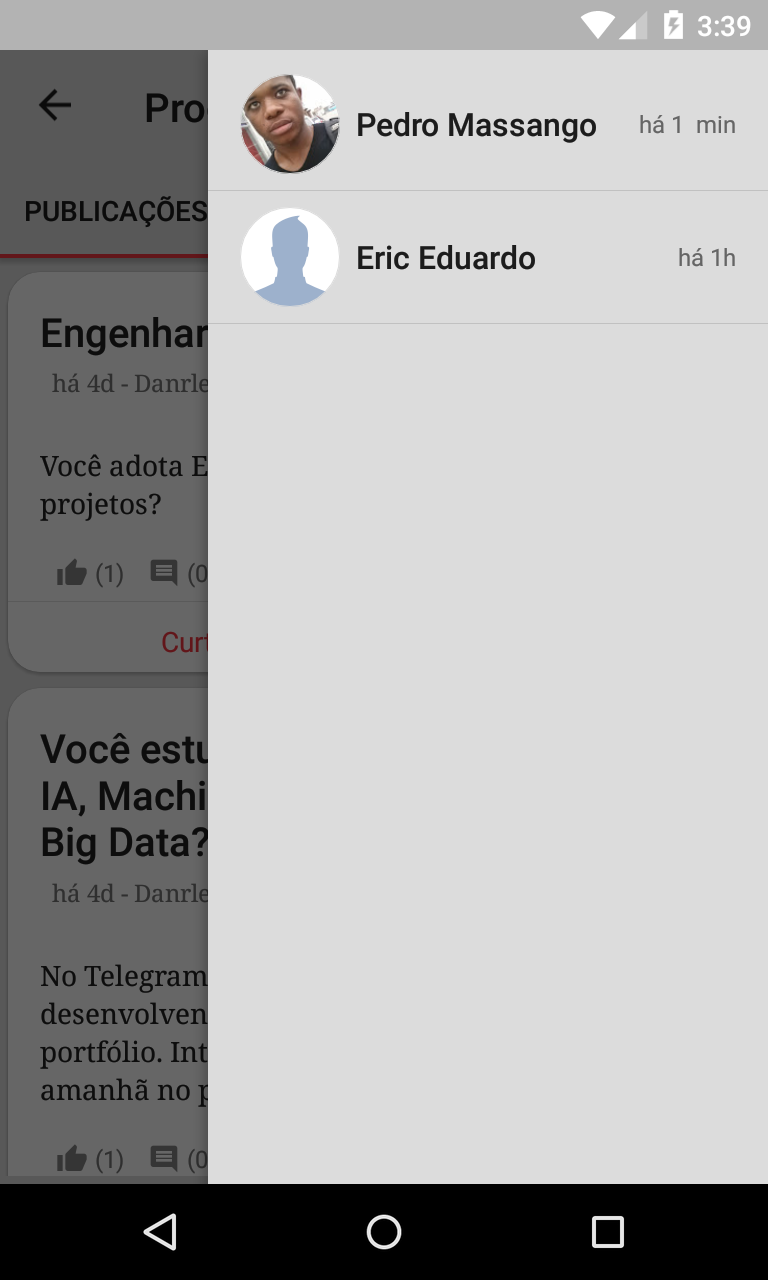 3:39
Pro
PUBLICAÇÕES
Engenhar
há 4d - Danrle
Você adota E
projetos?
(1) (0
Curt
Você estu
IA, Machi
Big Data?
há 4d - Danrle
No Telegram
desenvolven
portfólio. Int
amanhã no p
(1) (0
Pedro Massango há 1 min
Eric Eduardo há 1h